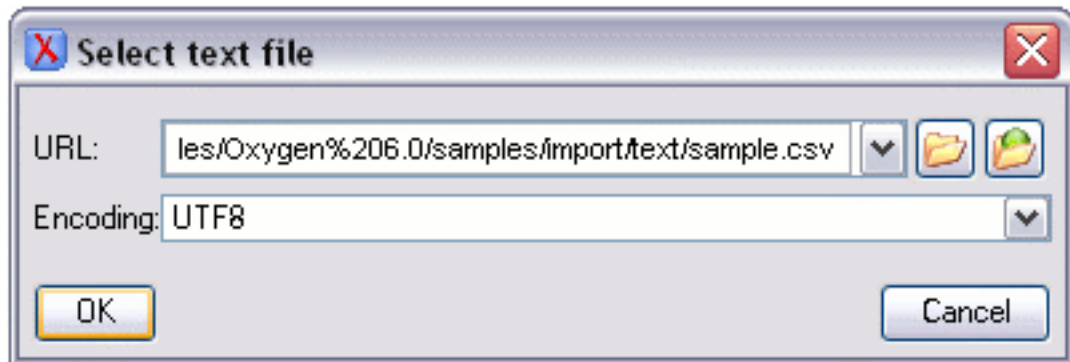 Select text file
URL: les/Oxygen%206.0/samples/import/text/sample.csv
Encoding: UTF8
OK Cancel